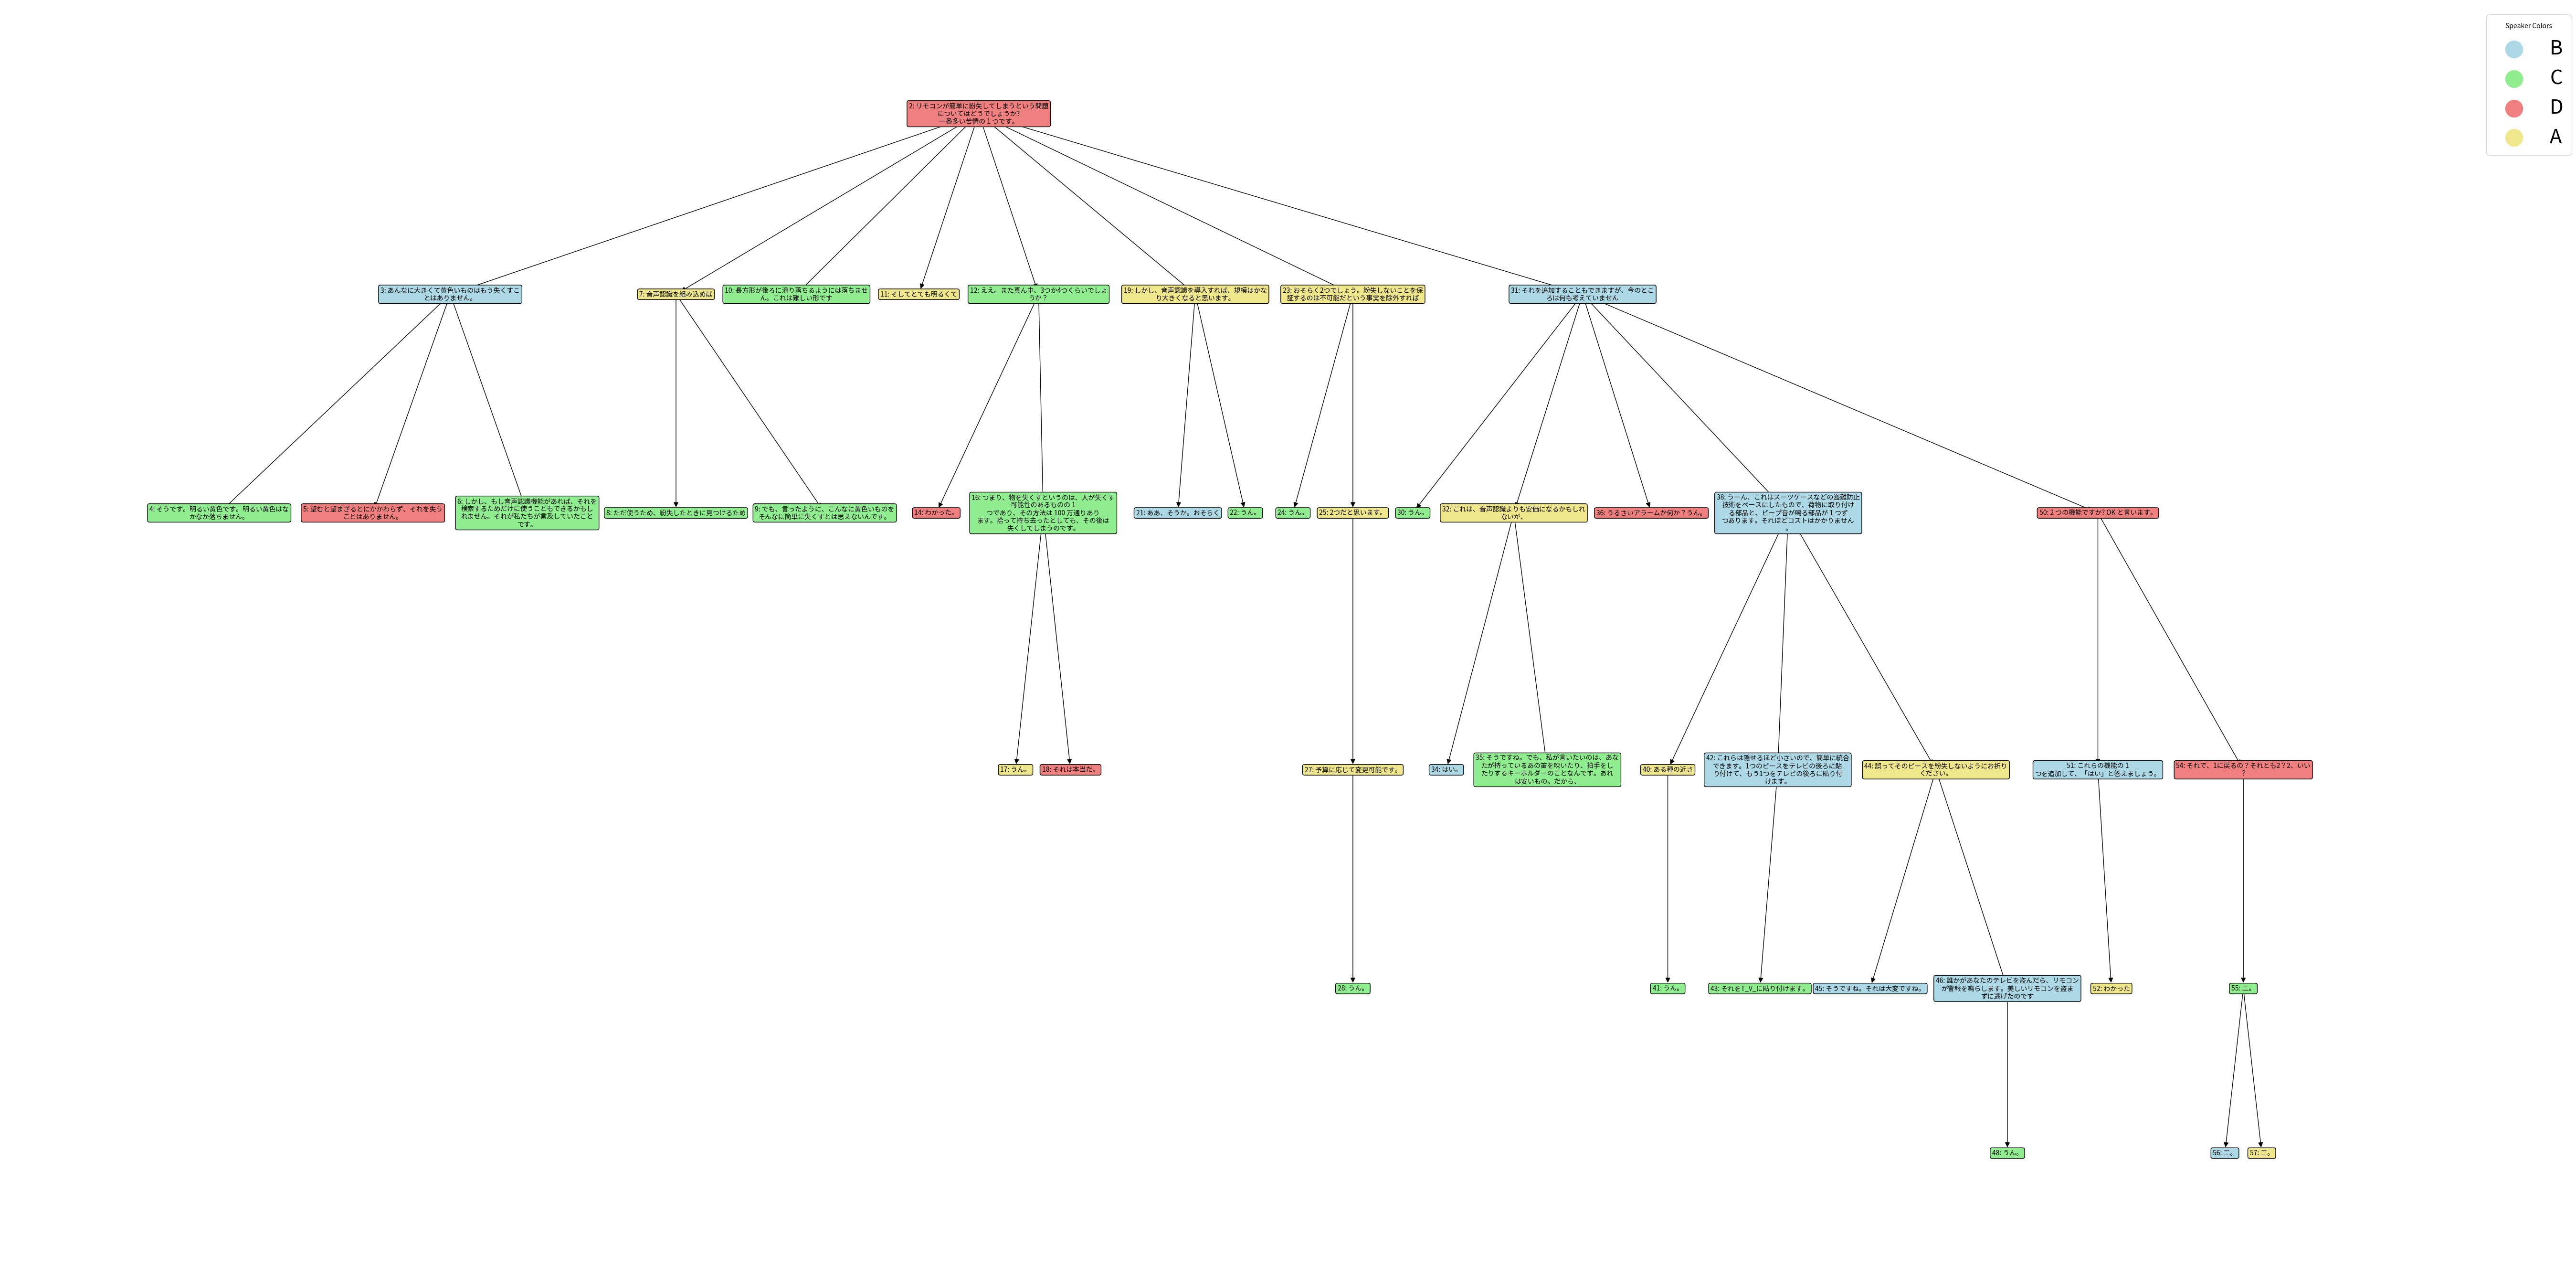 Speaker Colors
B
C
D
A
2: リモコンが簡単に紛失してしまうという問題
についてはどうでしょうか?
一番多い苦情の 1 つです。
3: あんなに大きくて黄色いものはもう失くすこ
とはありません。
7: 音声認識を組み込めば
10: 長方形が後ろに滑り落ちるようには落ちませ
ん。これは難しい形です
11: そしてとても明るくて
12: ええ。また真ん中、3つか4つくらいでしょ
うか？
19: しかし、音声認識を導入すれば、規模はかな
り大きくなると思います。
23: おそらく2つでしょう。紛失しないことを保
証するのは不可能だという事実を除外すれば
31: それを追加することもできますが、今のとこ
ろは何も考えていません
4: そうです。明るい黄色です。明るい黄色はな
かなか落ちません。
5: 望むと望まざるとにかかわらず、それを失う
ことはありません。
6: しかし、もし音声認識機能があれば、それを
検索するためだけに使うこともできるかもし
れません。それが私たちが言及していたこと
です。
8: ただ使うため、紛失したときに見つけるため
9: でも、言ったように、こんなに黄色いものを
そんなに簡単に失くすとは思えないんです。
14: わかった。
16: つまり、物を失くすというのは、人が失くす
可能性のあるものの 1
つであり、その方法は 100 万通りあり
ます。拾って持ち去ったとしても、その後は
失くしてしまうのです。
21: ああ、そうか。おそらく
22: うん。
24: うん。
25: 2つだと思います。
30: うん。
32: これは、音声認識よりも安価になるかもしれ
ないが、
36: うるさいアラームか何か？うん。
38: うーん、これはスーツケースなどの盗難防止
技術をベースにしたもので、荷物に取り付け
る部品と、ビープ音が鳴る部品が 1 つず
つあります。それほどコストはかかりません
。
50: 2 つの機能ですか? OK と言います。
17: うん。
18: それは本当だ。
27: 予算に応じて変更可能です。
34: はい。
35: そうですね。でも、私が言いたいのは、あな
たが持っているあの笛を吹いたり、拍手をし
たりするキーホルダーのことなんです。あれ
は安いもの。だから、
40: ある種の近さ
42: これらは隠せるほど小さいので、簡単に統合
できます。1つのピースをテレビの後ろに貼
り付けて、もう1つをテレビの後ろに貼り付
けます。
44: 誤ってそのピースを紛失しないようにお祈り
ください。
51: これらの機能の 1
つを追加して、「はい」と答えましょう。
54: それで、1に戻るの？それとも2？2、いい
？
28: うん。
41: うん。
43: それをT_V_に貼り付けます。
45: そうですね。それは大変ですね。
46: 誰かがあなたのテレビを盗んだら、リモコン
が警報を鳴らします。美しいリモコンを盗ま
ずに逃げたのです
52: わかった
55: 二。
48: うん。
56: 二。
57: 二。